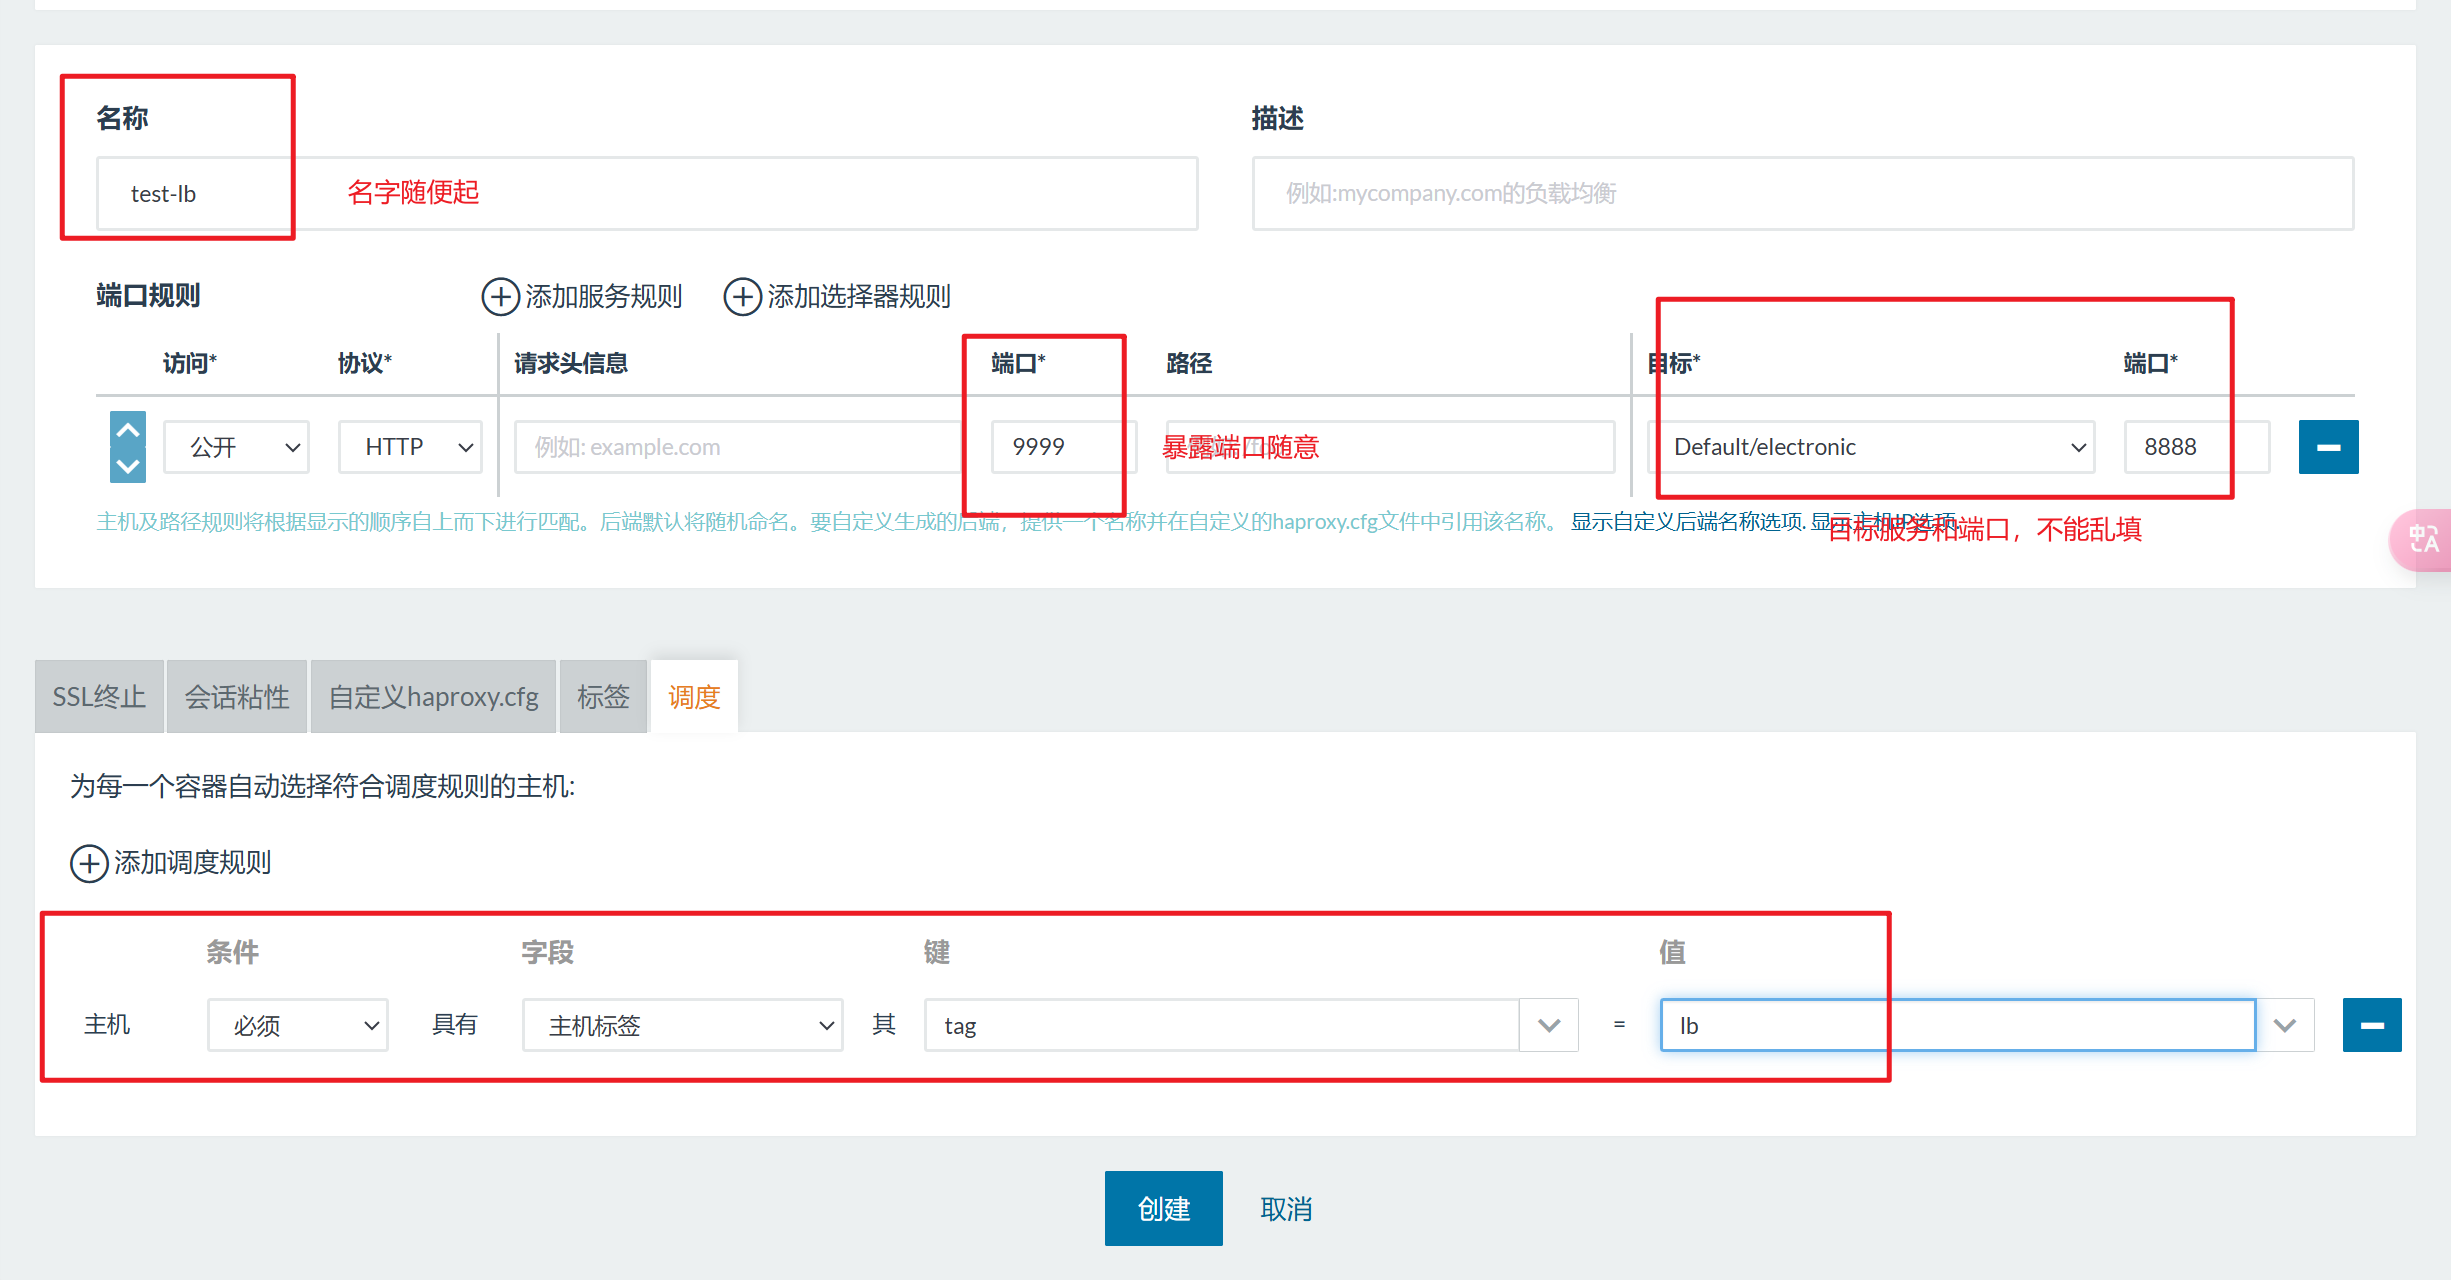 名称
描述
test-lb
名字随便起
例如:mycompany.com的负载均衡
端口规则
添加服务规则
添加选择器规则
访问*
协议*
请求头信息
端口*
路径
目标*
端口*
公开
HTTP
例如: example.com
9999
暴露端口随意
Default/electronic
8888
主机及路径规则将根据显示的顺序自上而下进行匹配。后端默认将随机命名。要自定义生成的后端，提供一个名称并在自定义的haproxy.cfg文件中引用该名称。 显示自定义后端名称选项. 显示主机IP选项.
目标服务和端口，不能乱填
中A
SSL终止
会话粘性
自定义haproxy.cfg
标签
调度
为每一个容器自动选择符合调度规则的主机:
添加调度规则
条件
字段
键
值
主机
必须
具有
主机标签
其
tag
=
lb
创建
取消